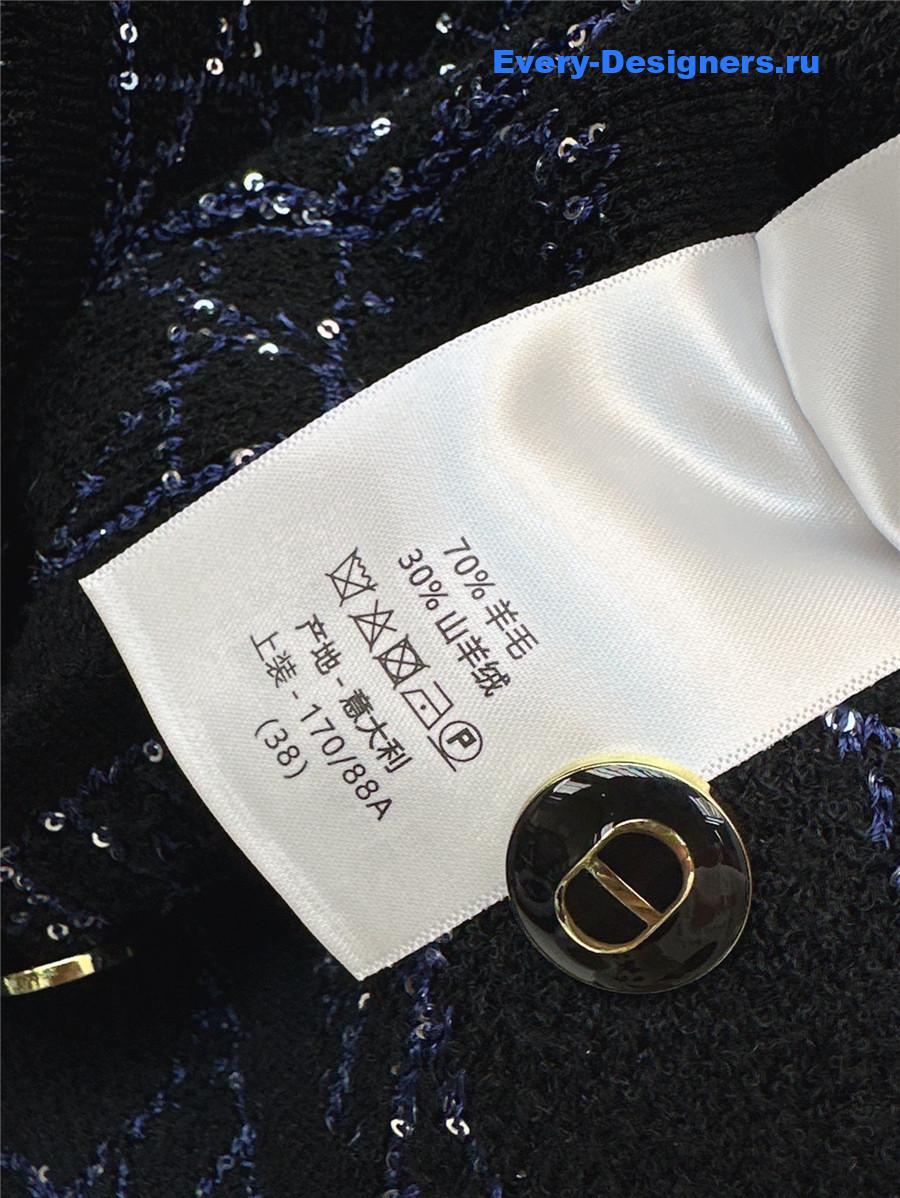 Every-Designers.ru
70% 羊毛
30% 山羊绒
P
产地 - 意大利
上装 - 170/88A
(38)